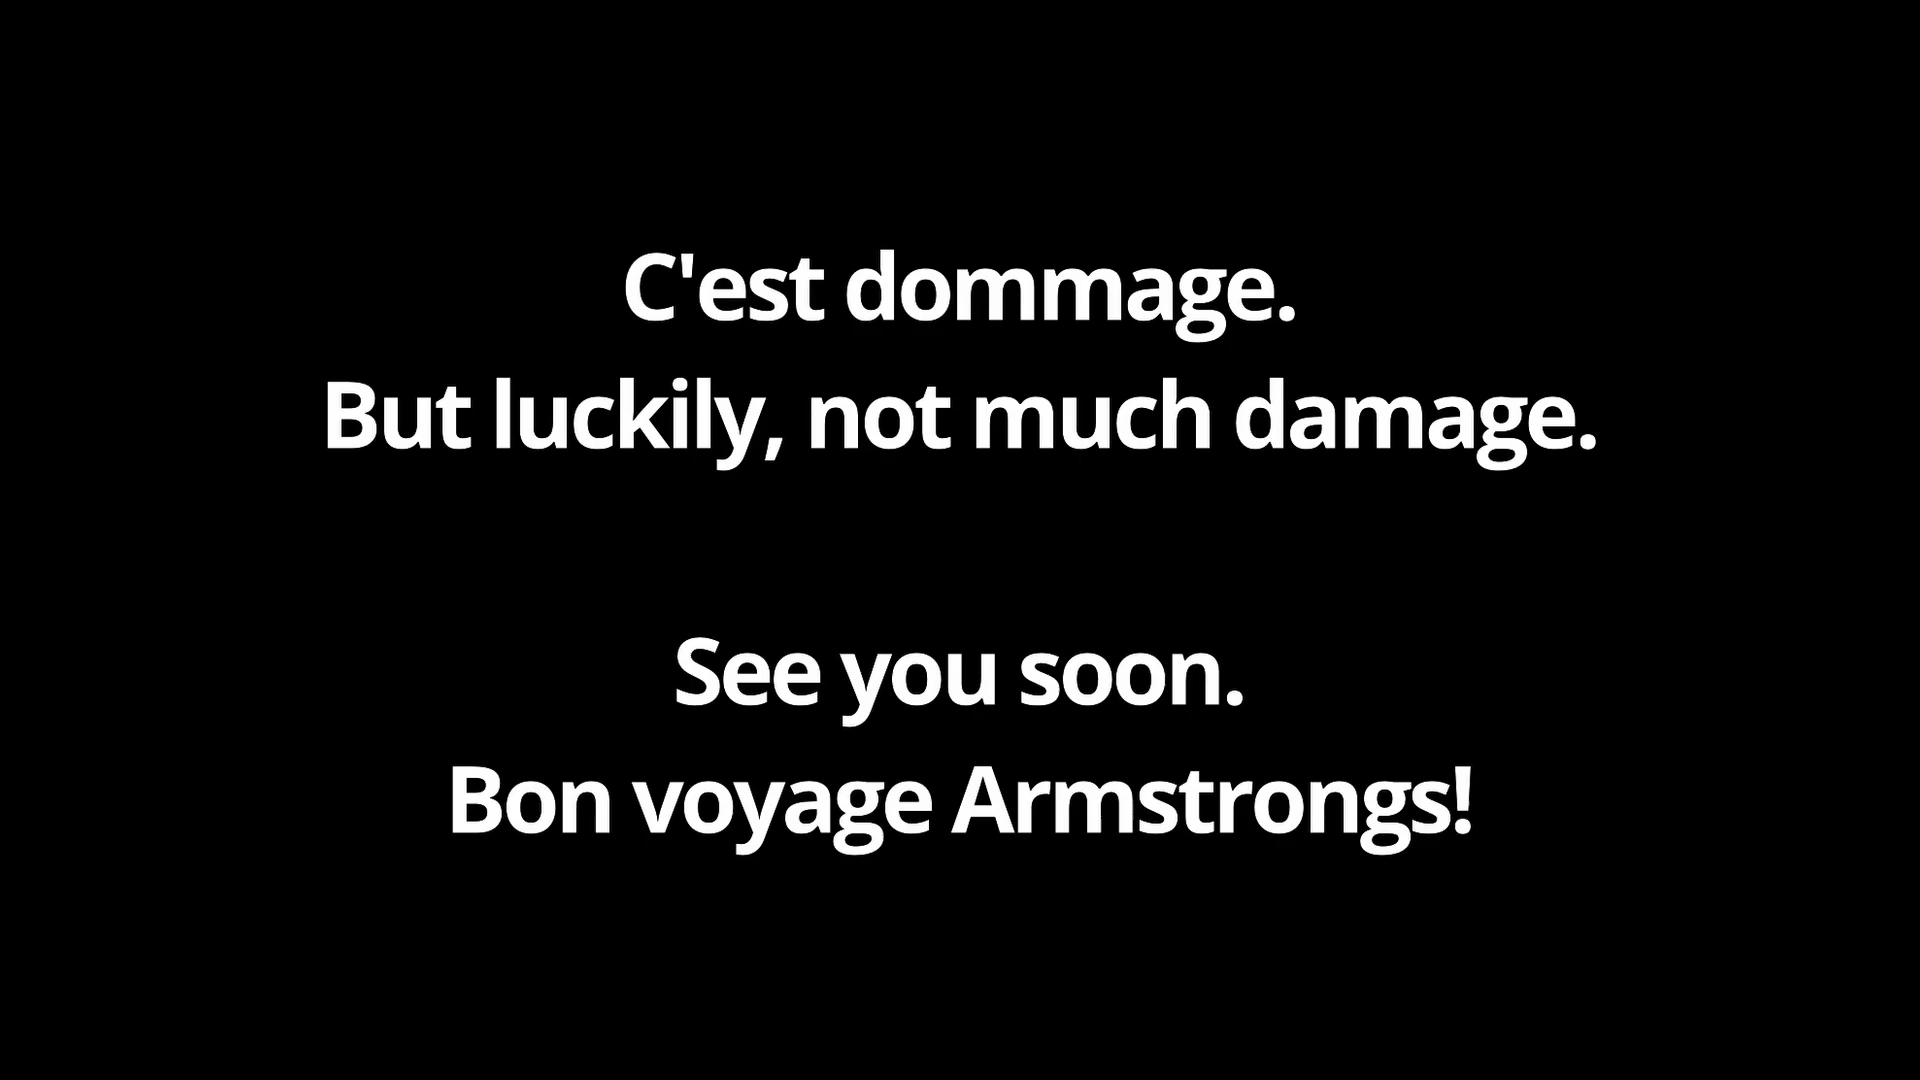 C'est dommage.
But luckily, not much damage.
See you soon.
Bon voyage Armstrongs!